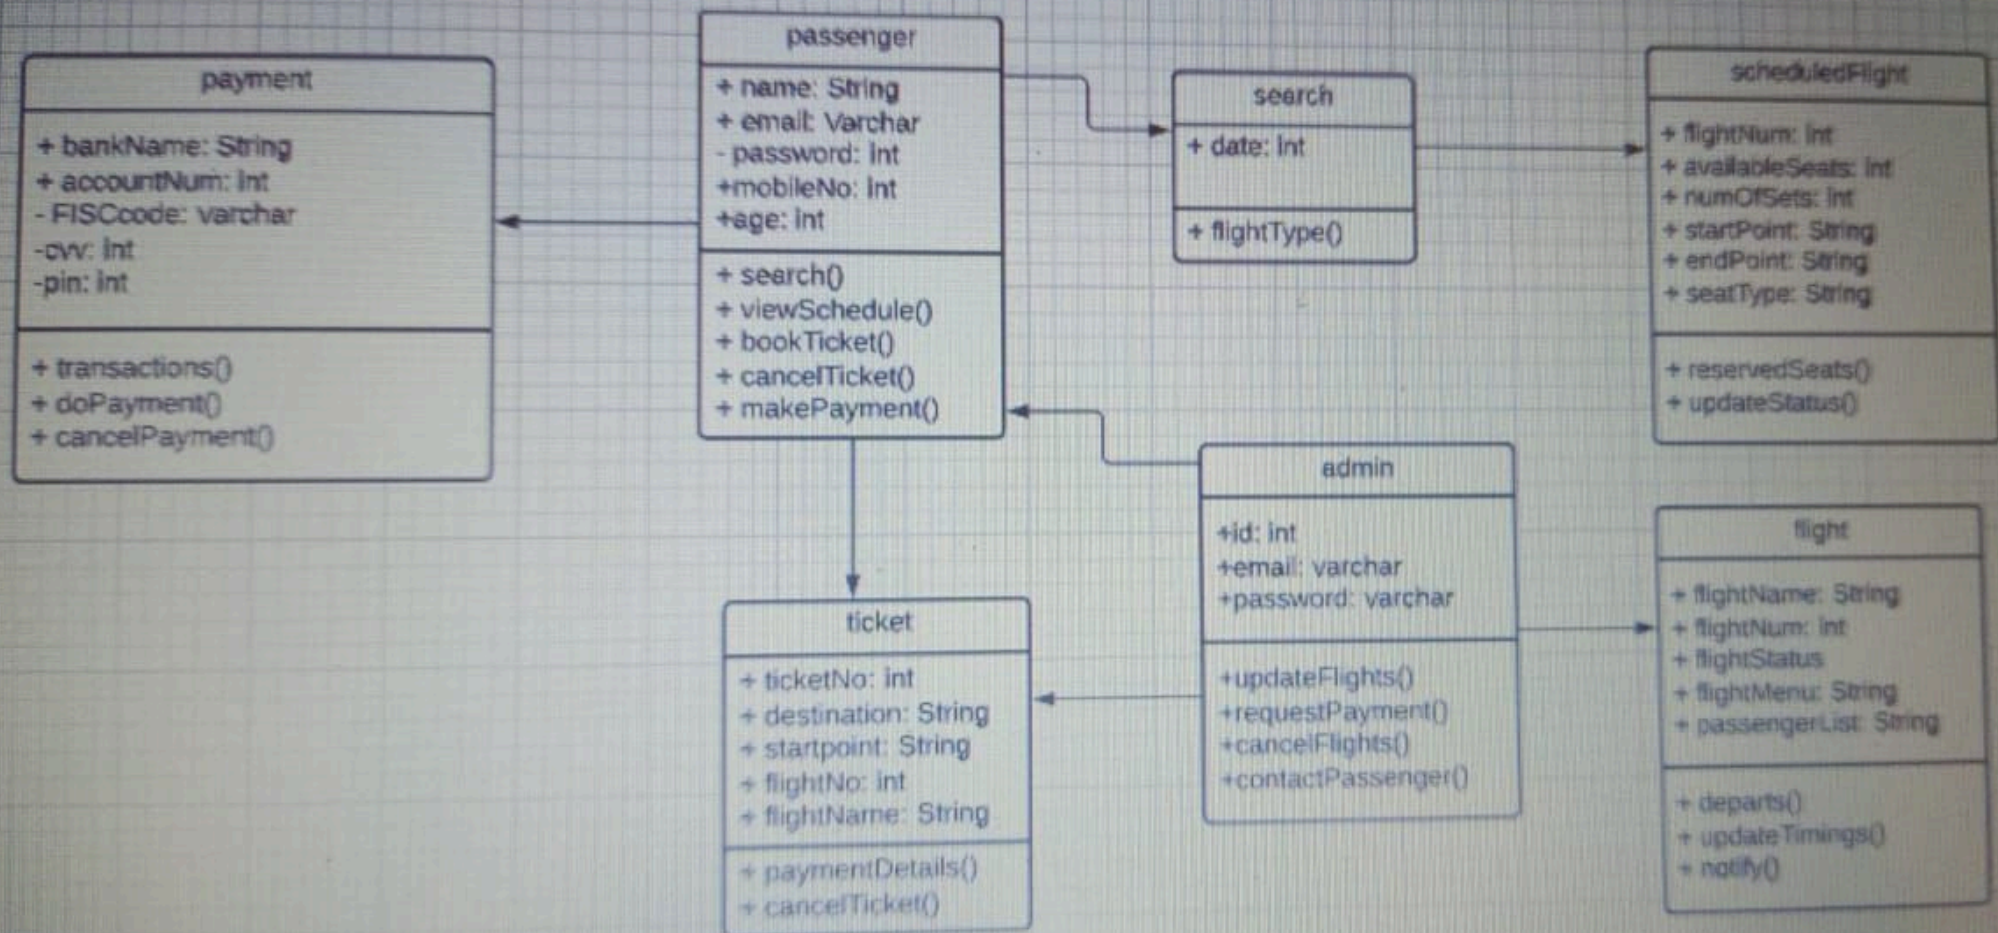 payment
+ bankName: String
+ accountNum: int
- FISCcode: varchar
-cvv: int
-pin: int
+ transactions()
+ doPayment()
+ cancelPayment()
passenger
+ name: String
+ email: Varchar
- password: int
+mobileNo: int
+age: int
+ search()
+ viewSchedule()
+ bookTicket()
+ cancelTicket()
+ makePayment()
search
+ date: int
+ flightType()
scheduledFlight
+ flightNum: int
+ availableSeats: int
+ numOfSets: int
+ startPoint: String
+ endPoint: String
+ seatType: String
+ reservedSeats()
+ updateStatus()
ticket
+ ticketNo: int
+ destination: String
+ startpoint: String
+ flightNo: int
+ flightName: String
+ paymentDetails()
+ cancelTicket()
admin
+id: int
+email: varchar
+password: varchar
+updateFlights()
+requestPayment()
+cancelFlights()
+contactPassenger()
flight
+ flightName: String
+ flightNum: int
+ flightStatus
+ flightMenu: String
+ passengerList: String
+ departs()
+ updateTimings()
+ notify()